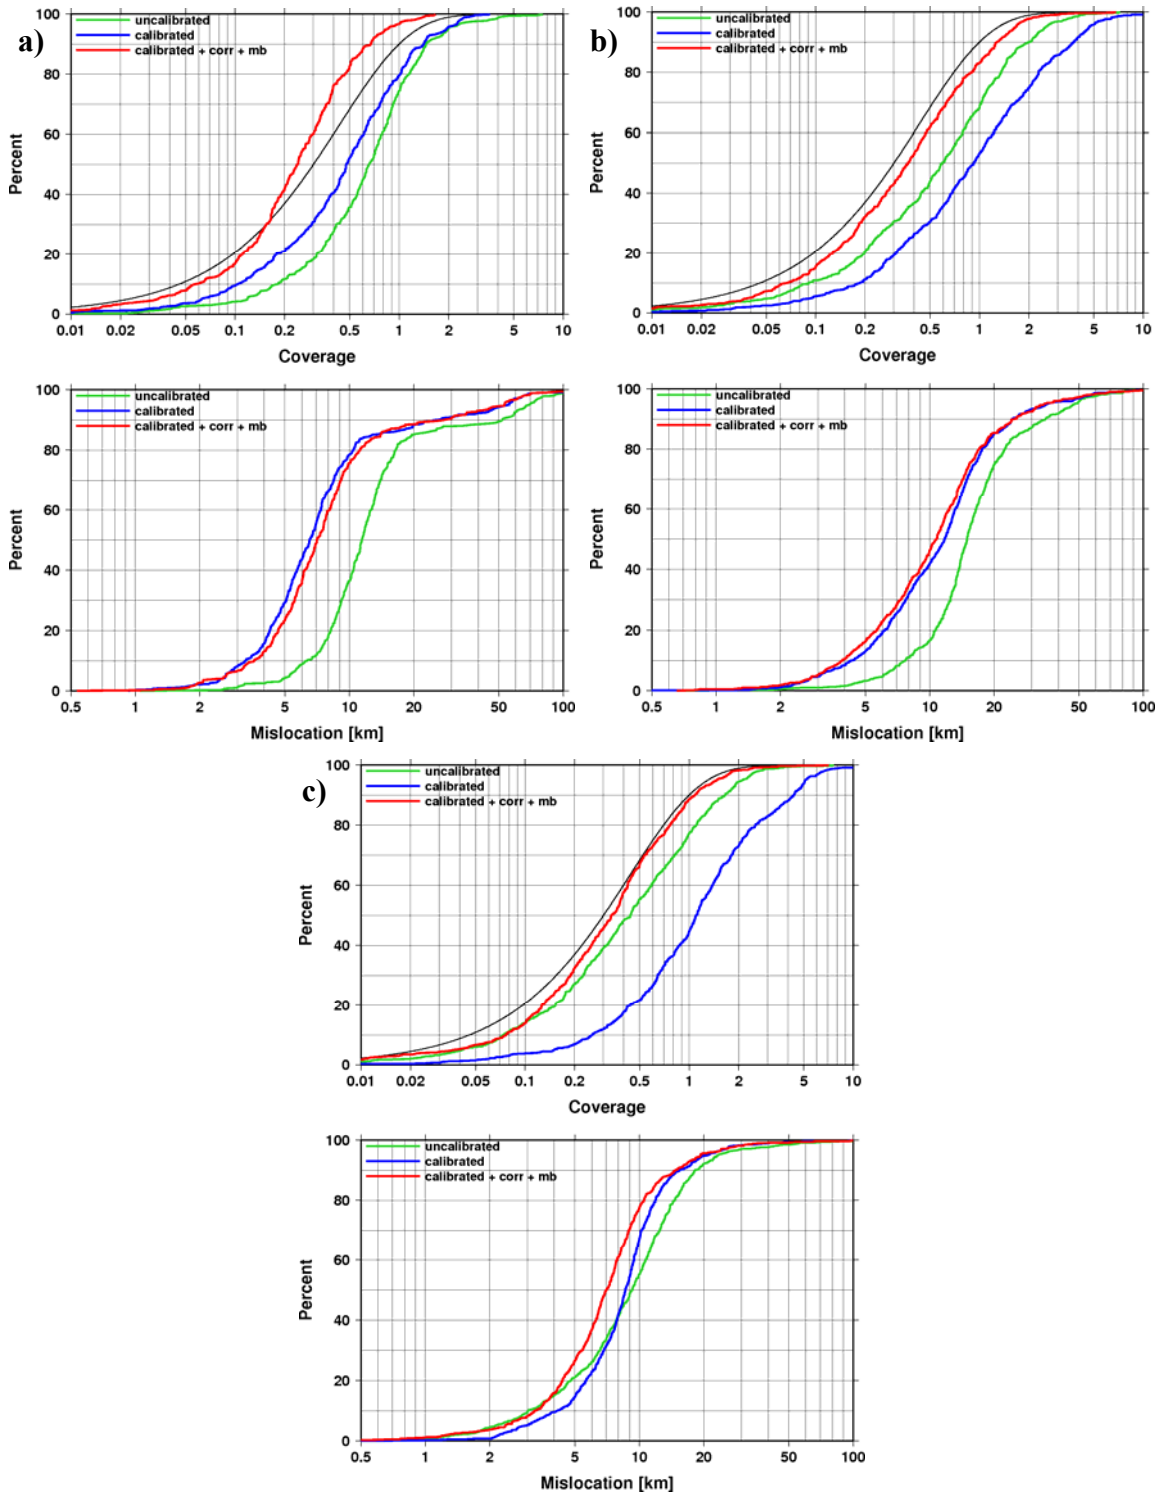 a)
uncalibrated
calibrated
calibrated + corr + mb
100
80
60
40
20
0
Percent
0.01 0.02 0.05 0.1 0.2 0.5 1 2 5 10
Coverage
100
80
60
40
20
0
Percent
uncalibrated
calibrated
calibrated + corr + mb
0.5 1 2 5 10 20 50 100
Mislocation [km]
b)
uncalibrated
calibrated
calibrated + corr + mb
100
80
60
40
20
0
Percent
0.01 0.02 0.05 0.1 0.2 0.5 1 2 5 10
Coverage
100
80
60
40
20
0
Percent
uncalibrated
calibrated
calibrated + corr + mb
0.5 1 2 5 10 20 50 100
Mislocation [km]
c)
uncalibrated
calibrated
calibrated + corr + mb
100
80
60
40
20
0
Percent
0.01 0.02 0.05 0.1 0.2 0.5 1 2 5 10
Coverage
100
80
60
40
20
0
Percent
uncalibrated
calibrated
calibrated + corr + mb
0.5 1 2 5 10 20 50 100
Mislocation [km]